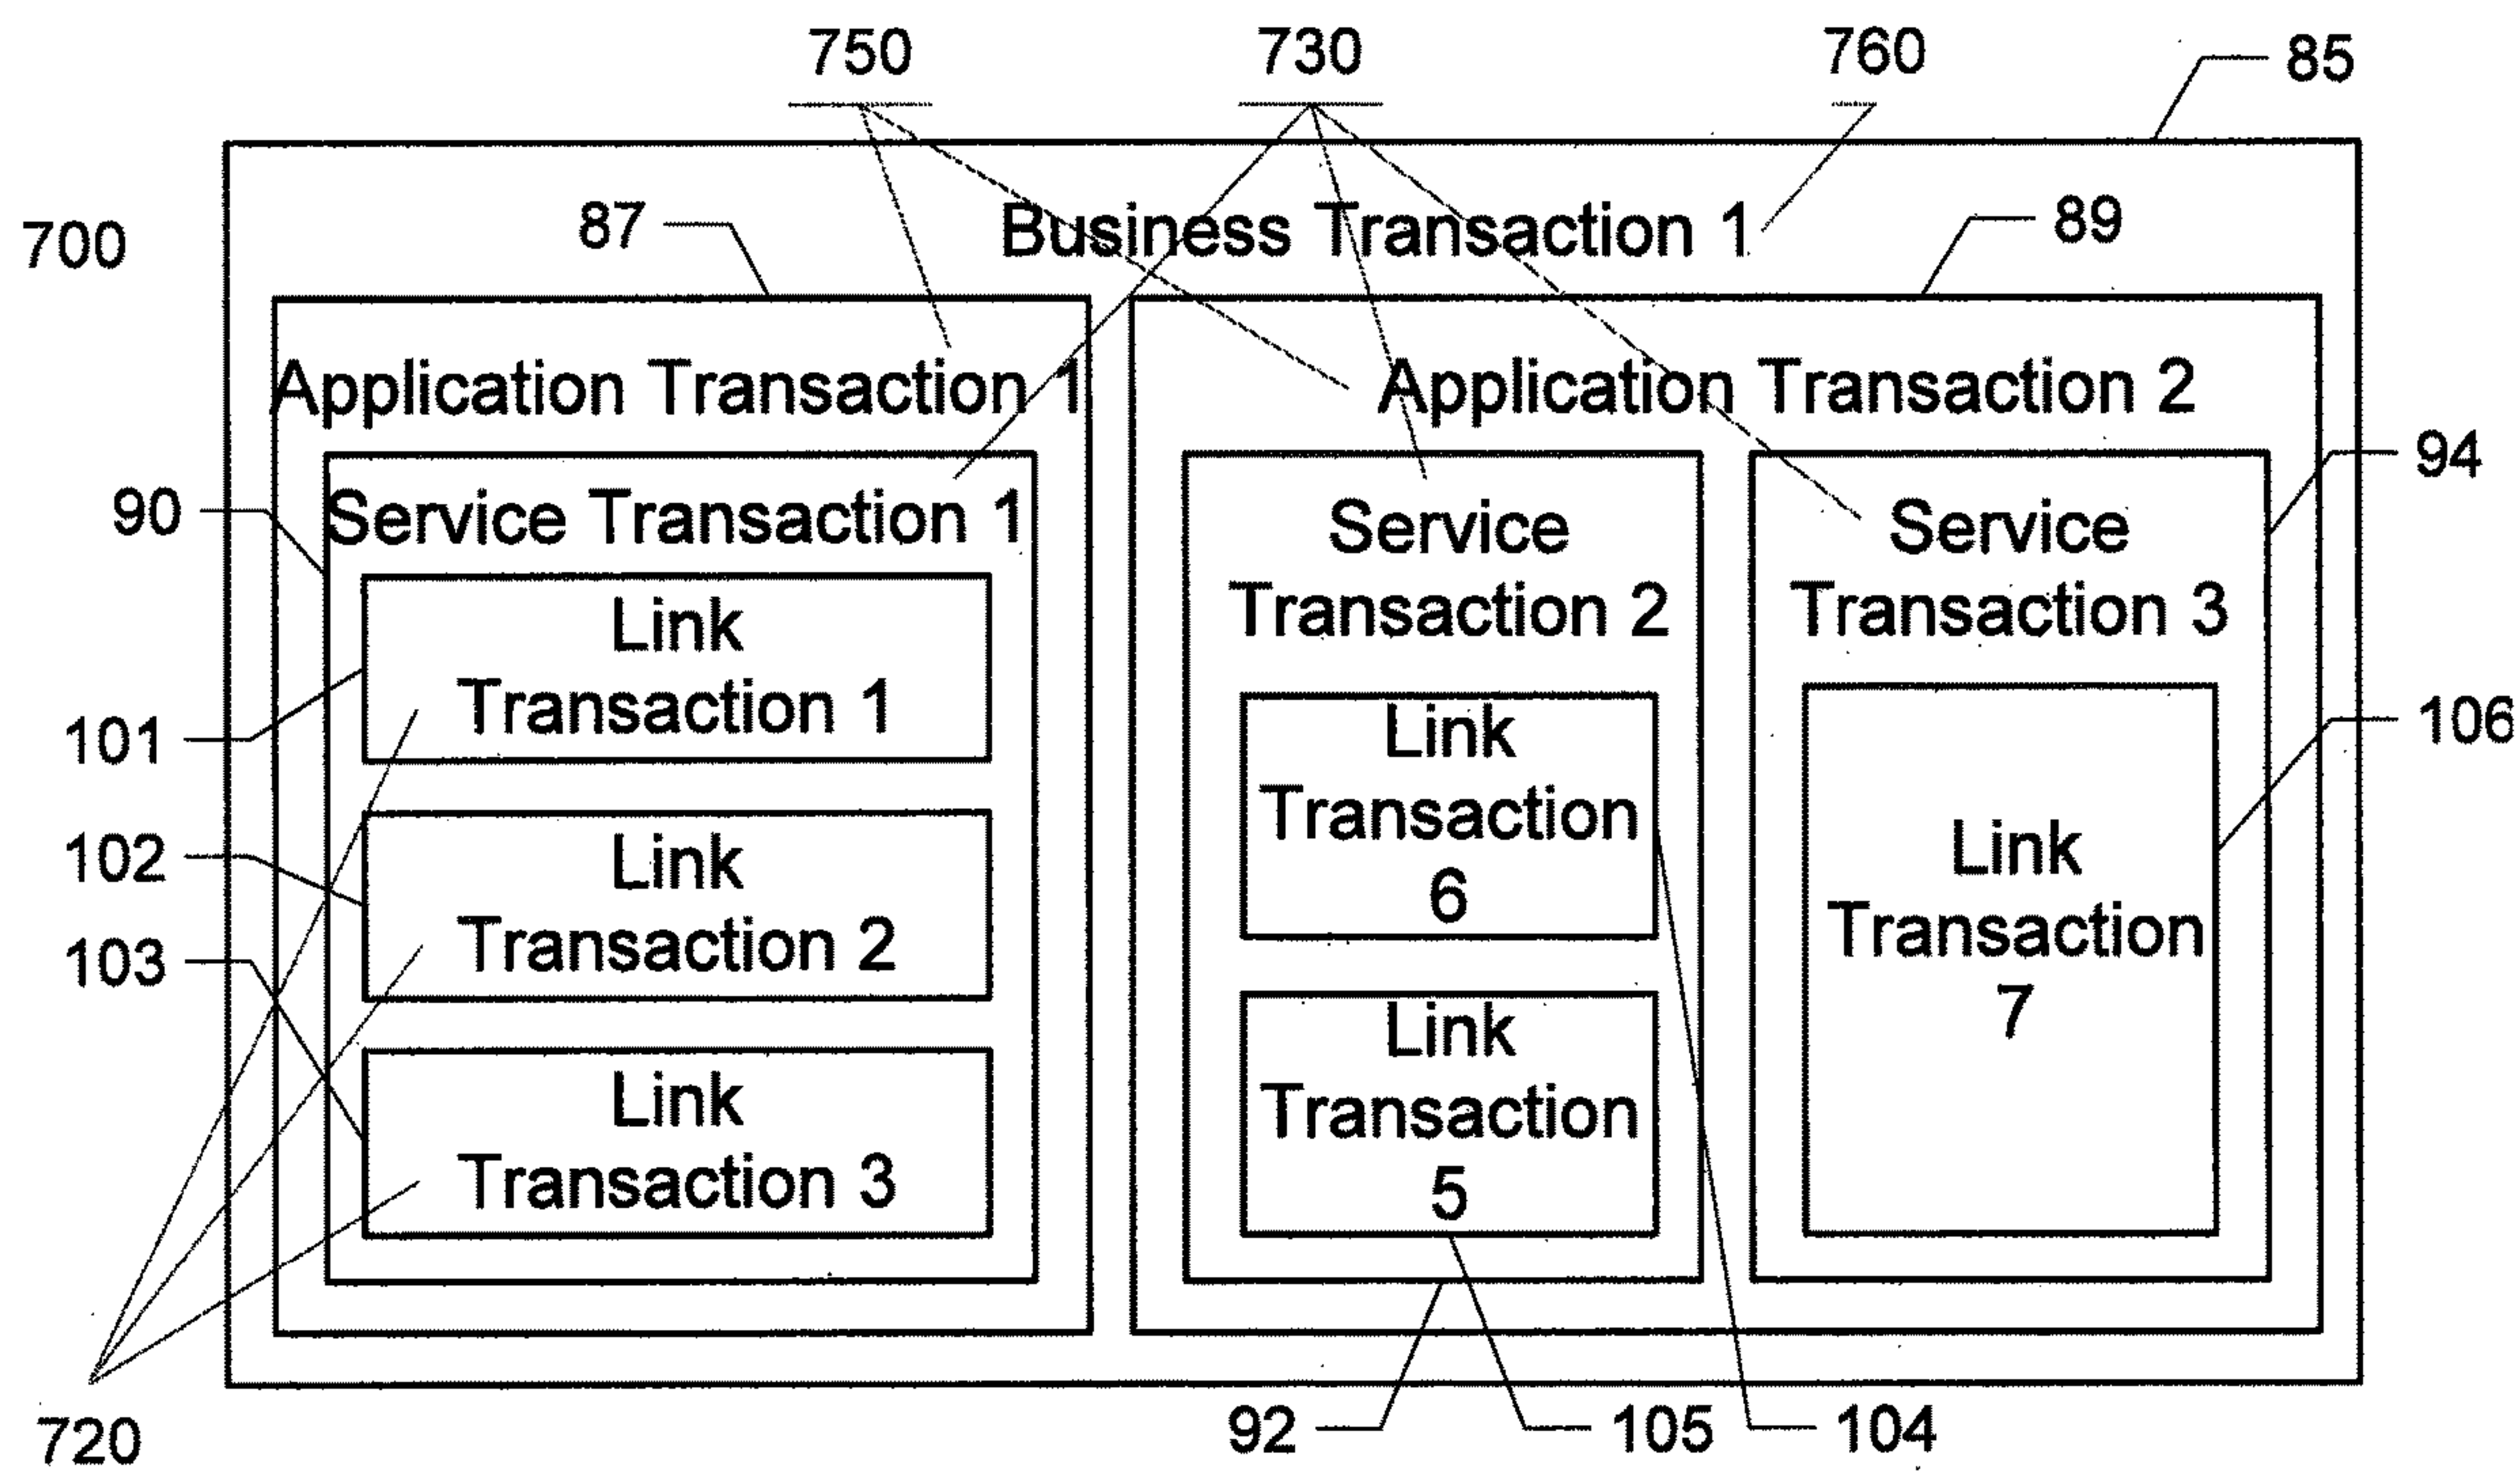 750 730 760 85
87 Business Transaction 1 89
700
Application Transaction 1 Application Transaction 2
94
90 Service Transaction 1 Service Service
Transaction 2 Transaction 3
Link
Transaction 1
101
Link
Transaction
6
106
102 Link
Transaction 2
103
Link
Transaction
7
Link
Transaction 3
Link
Transaction
5
720
92 105 104